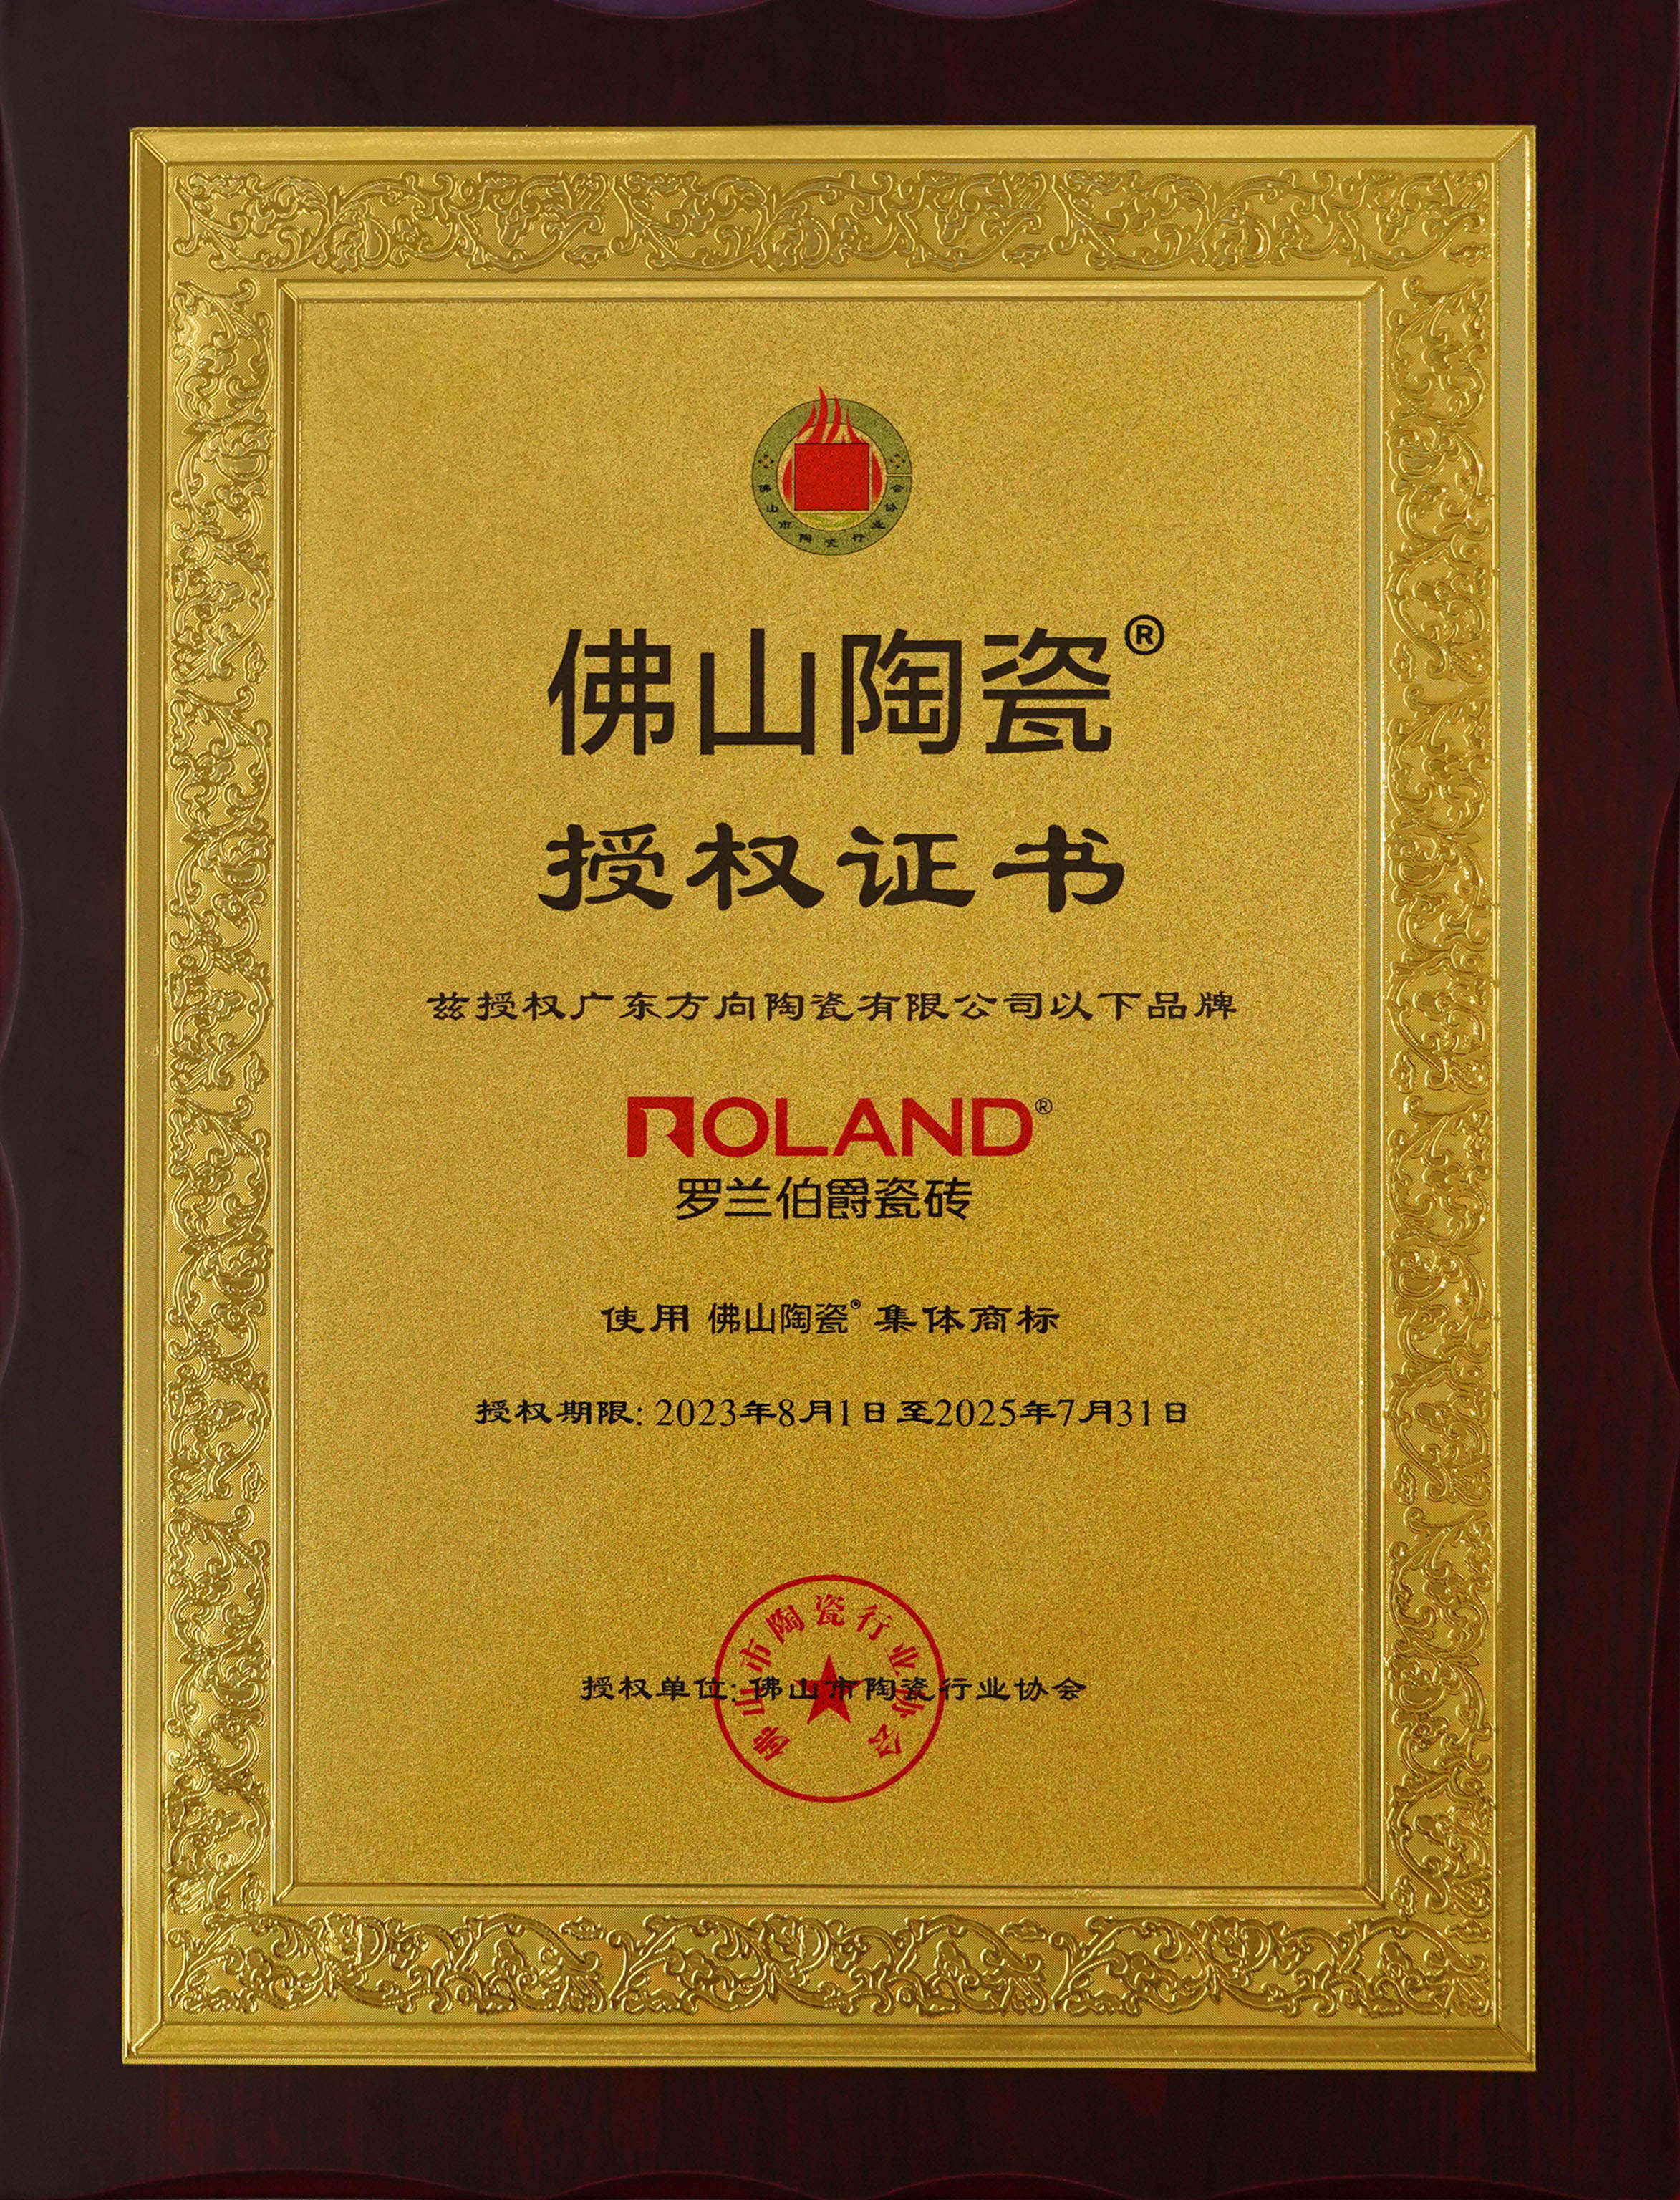 佛山市陶瓷行业协会
佛山陶瓷®
授权证书
兹授权广东方向陶瓷有限公司以下品牌
ROLAND®
罗兰伯爵瓷砖
使用 佛山陶瓷® 集体商标
授权期限: 2023年8月1日至2025年7月31日
佛山市陶瓷行业协会
授权单位: 佛山市陶瓷行业协会